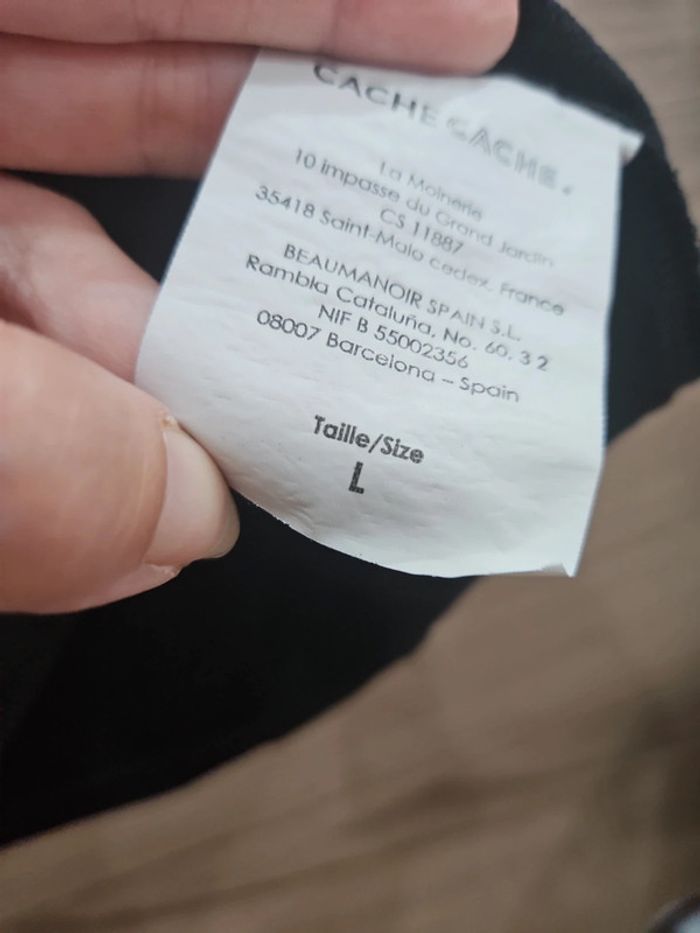 CACHE CACHE.
La Moinerie
10 impasse du Grand Jardin
CS 11887
35418 Saint-Malo cedex, France
BEAUMANOIR SPAIN S.L.
Rambla Cataluña, No. 60, 3 2
NIF B 55002356
08007 Barcelona – Spain
Taille/Size
L